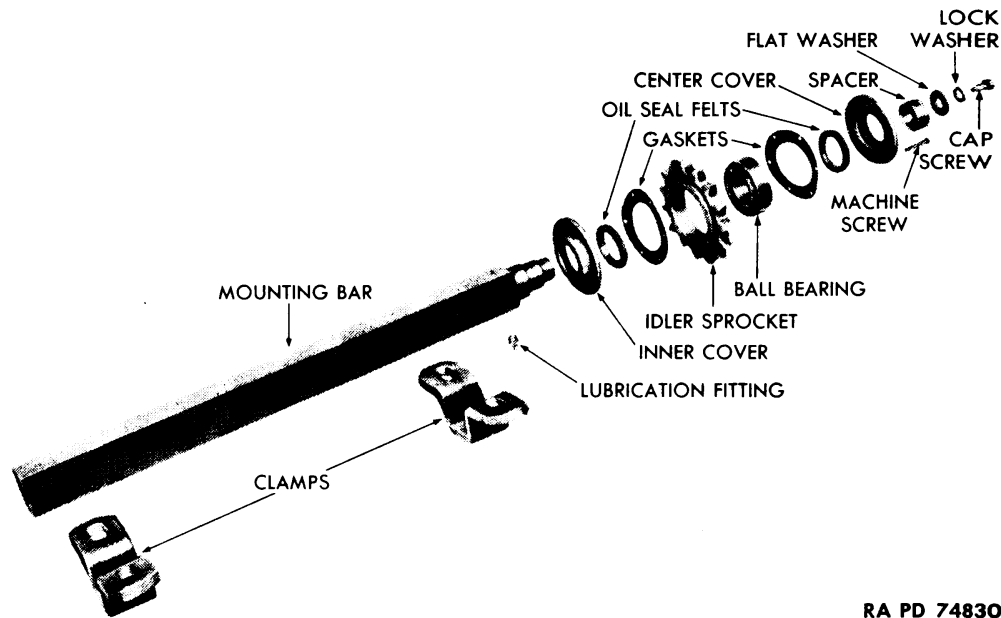 LOCK
WASHER
FLAT WASHER
CENTER COVER
SPACER
OIL SEAL FELTS
GASKETS
CAP
SCREW
MACHINE
SCREW
MOUNTING BAR
BALL BEARING
IDLER SPROCKET
INNER COVER
LUBRICATION FITTING
CLAMPS
RA PD 74830